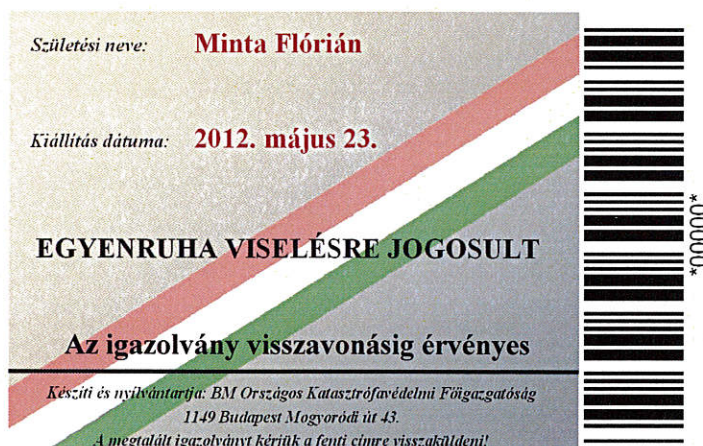 Születési neve: Minta Flórián
Kiállítás dátuma: 2012. május 23.
EGYENRUHA VISELÉSRE JOGOSULT
Az igazolvány visszavonásig érvényes
Készíti és nyilvántartja: BM Országos Katasztrófavédelmi Főigazgatóság
1149 Budapest Mogyoródi út 43.
A megtalált igazolványt kérjük a fenti címre visszaküldeni!
*00000*